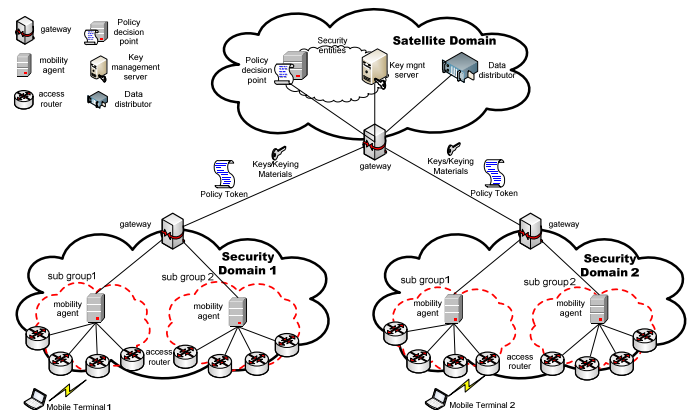 gateway
Policy
decision
point
mobility
agent
Key
management
server
access
router
Data
distributor
Security
entities
Satellite Domain
Policy
decision
point
Key mgnt
server
Data
distributor
gateway
Keys/Keying
Materials
Policy Token
Keys/Keying
Materials
Policy Token
gateway
Security
Domain 1
sub group1
sub group 2
mobility
agent
mobility
agent
access
router
Mobile Terminal 1
gateway
Security
Domain 2
sub group1
sub group 2
mobility
agent
mobility
agent
access
router
Mobile Terminal 2